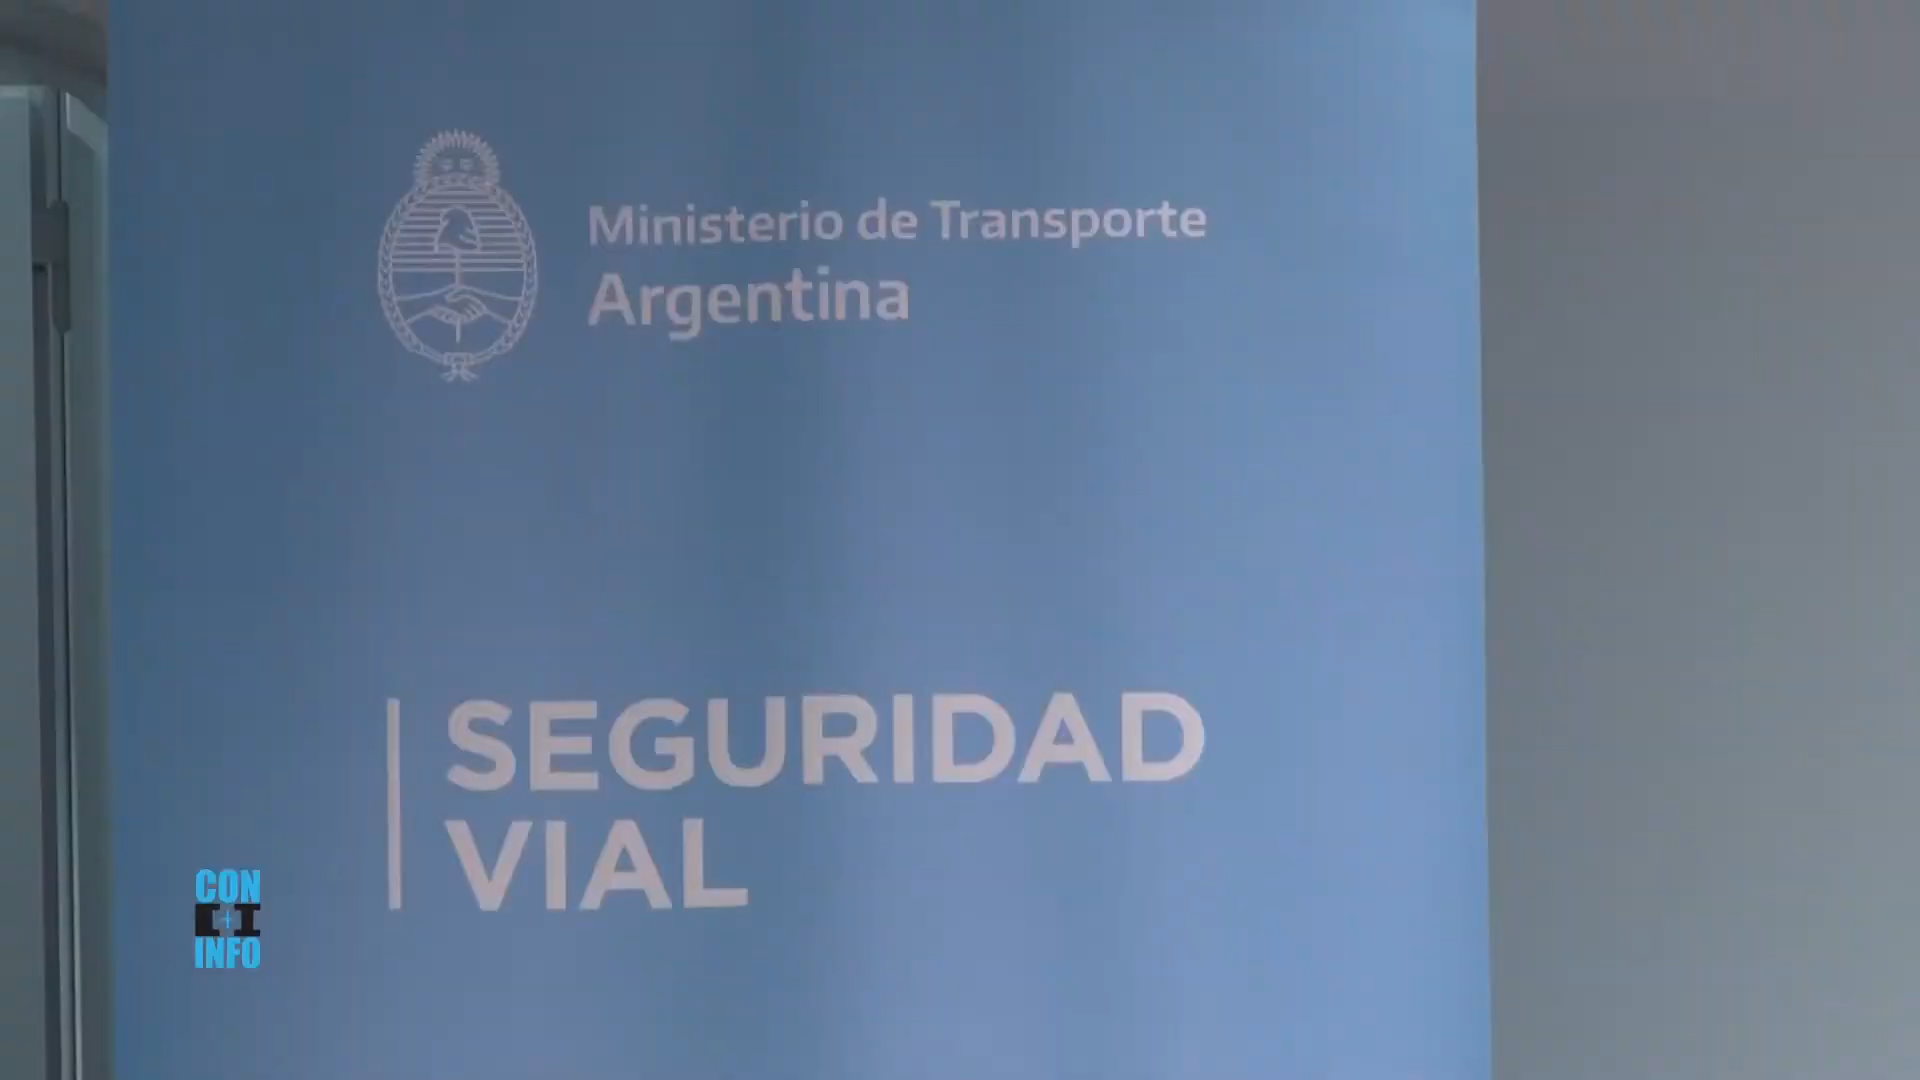 Ministerio de Transporte
Argentina
SEGURIDAD
VIAL
CON
INFO